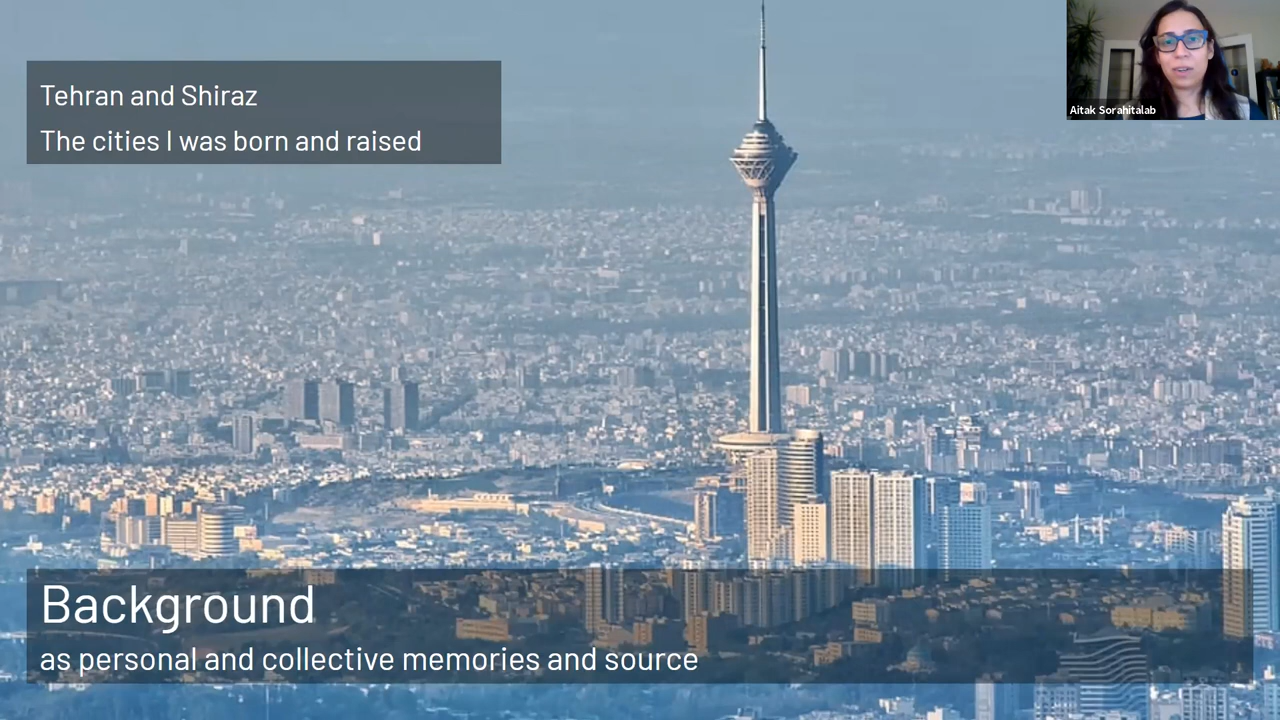 Tehran and Shiraz
The cities I was born and raised
Aitak Sorahitalab
Background
as personal and collective memories and source